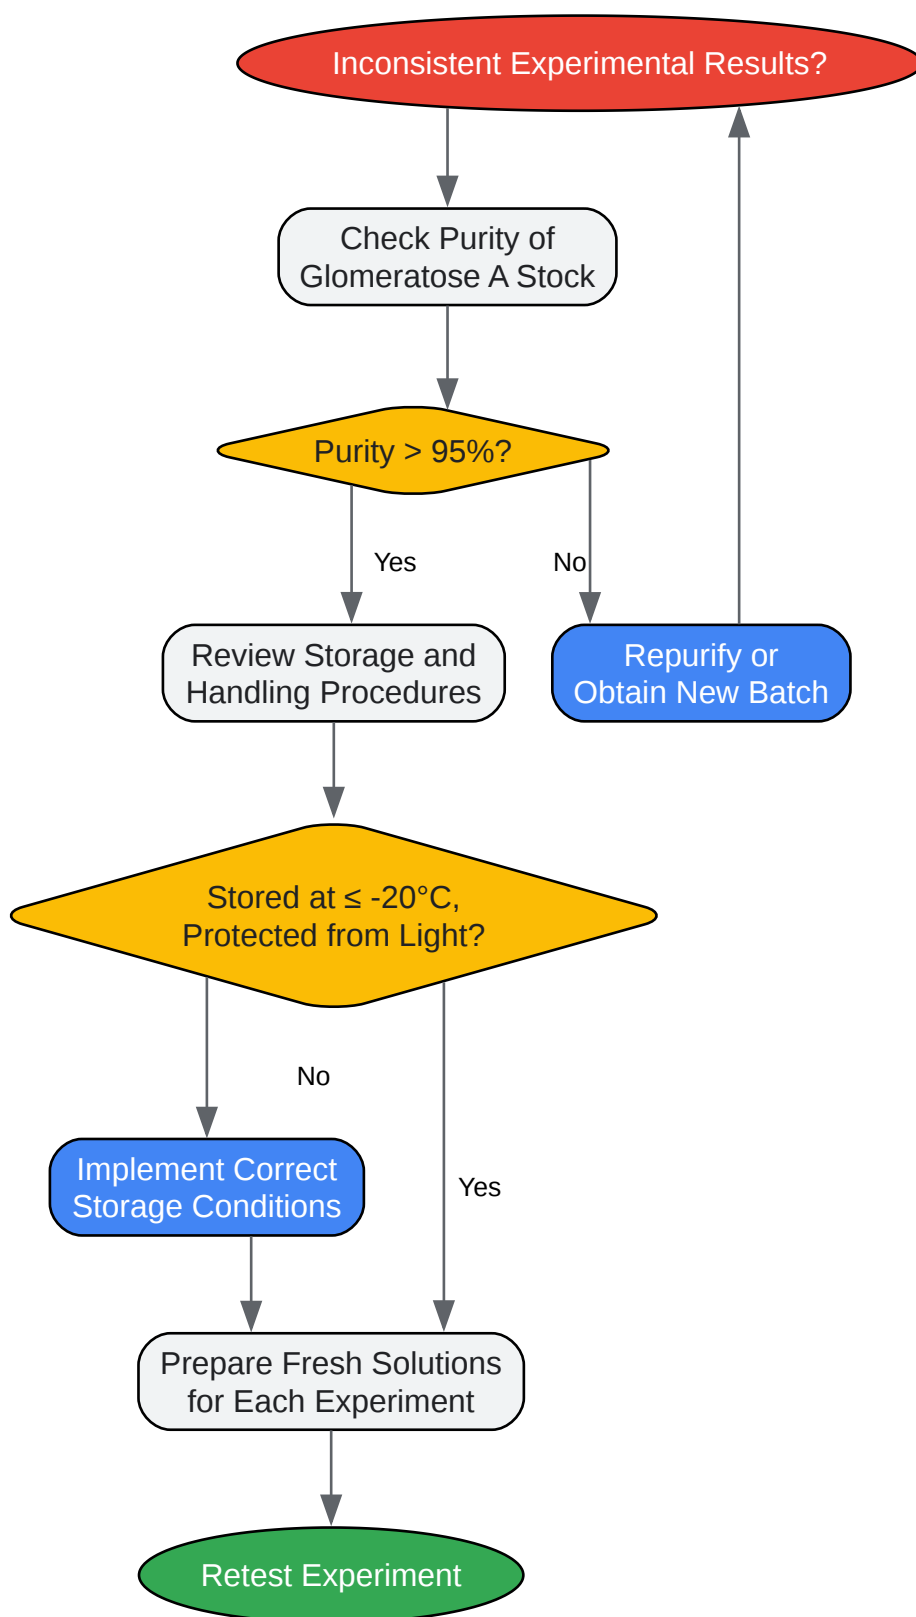 Inconsistent Experimental Results?
Check Purity of
Glomeratose A Stock
Purity > 95%?
Yes
No
Review Storage and
Handling Procedures
Repurify or
Obtain New Batch
Stored at ≤ -20°C,
Protected from Light?
No
Implement Correct
Storage Conditions
Yes
Prepare Fresh Solutions
for Each Experiment
Retest Experiment